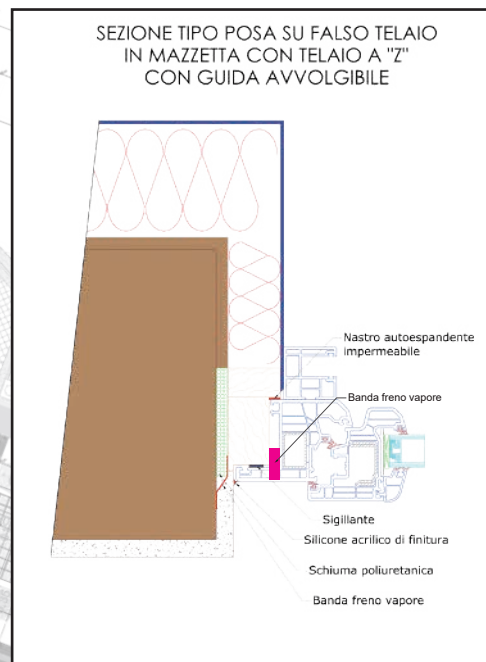 SEZIONE TIPO POSA SU FALSO TELAIO
IN MAZZETTA CON TELAIO A "Z"
CON GUIDA AVVOLGIBILE
Nastro autoespandente
impermeabile
Banda freno vapore
Sigillante
Silicone acrilico di finitura
Schiuma poliuretanica
Banda freno vapore